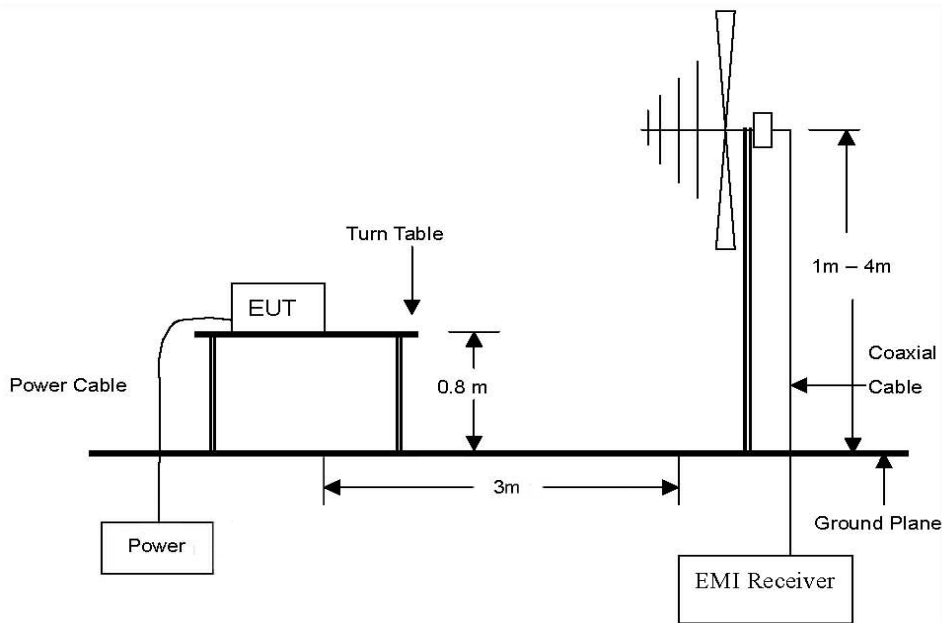 Turn Table
EUT
1m – 4m
Coaxial
Cable
Power Cable
0.8 m
3m
Ground Plane
Power
EMI Receiver